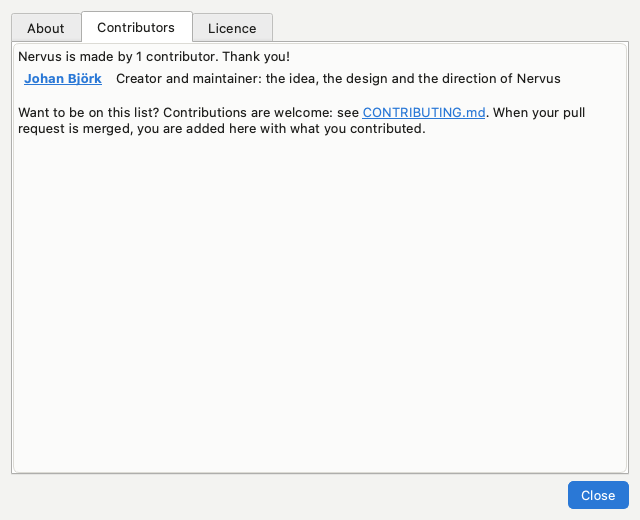 About
Contributors
Licence
Nervus is made by 1 contributor. Thank you!
Johan Björk Creator and maintainer: the idea, the design and the direction of Nervus
Want to be on this list? Contributions are welcome: see CONTRIBUTING.md. When your pull
request is merged, you are added here with what you contributed.
Close